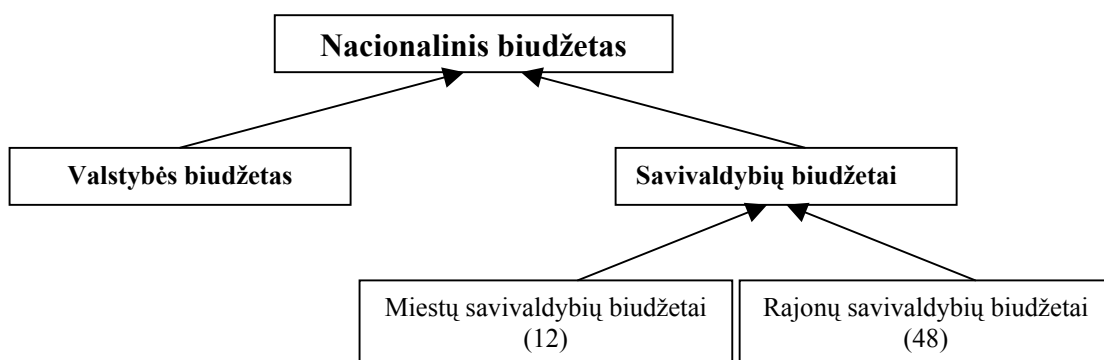 Nacionalinis biudžetas
Valstybės biudžetas
Savivaldybių biudžetai
Miestų savivaldybių biudžetai
(12)
Rajonų savivaldybių biudžetai
(48)